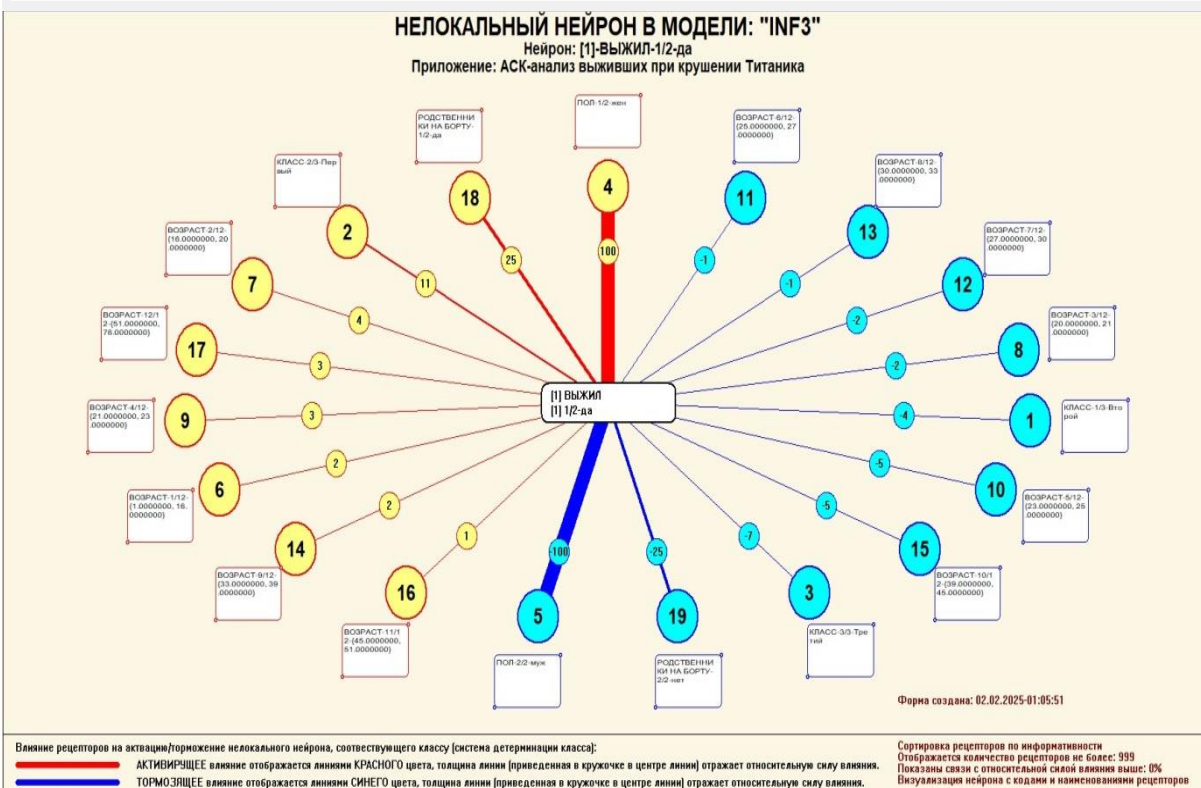 НЕЛОКАЛЬНЫЙ НЕЙРОН В МОДЕЛИ: "INF3"
Нейрон: [1]-ВЫЖИЛ-1/2-да
Приложение: АСК-анализ выживших при крушении Титаника
ПОЛ-1/2-жен
4
100
РОДСТВЕННИ
КИ НА БОРТУ-
1/2-да
18
25
КЛАСС-2/3-Пер
вый
2
11
ВОЗРАСТ-2/12-
{16.0000000, 20
.0000000}
7
4
ВОЗРАСТ-12/1
2-{51.0000000,
76.0000000}
17
3
ВОЗРАСТ-4/12-
{21.0000000, 23
.0000000}
9
3
ВОЗРАСТ-1/12-
{1.0000000, 16.
0000000}
6
2
ВОЗРАСТ-9/12-
{33.0000000, 39
.0000000}
14
2
ВОЗРАСТ-11/1
2-{45.0000000,
51.0000000}
16
1
ВОЗРАСТ-6/12-
{25.0000000, 27
.0000000}
11
-1
ВОЗРАСТ-8/12-
{30.0000000, 33
.0000000}
13
-1
ВОЗРАСТ-7/12-
{27.0000000, 30
.0000000}
12
-2
ВОЗРАСТ-3/12-
{20.0000000, 21
.0000000}
8
-2
КЛАСС-1/3-Вто
рой
1
-4
ВОЗРАСТ-5/12-
{23.0000000, 25
.0000000}
10
-5
ВОЗРАСТ-10/1
2-{39.0000000,
45.0000000}
15
-5
КЛАСС-3/3-Тре
тий
3
-7
РОДСТВЕННИ
КИ НА БОРТУ-
2/2-нет
19
-25
ПОЛ-2/2-муж
5
-100
[1] ВЫЖИЛ
[1] 1/2-да
Форма создана: 02.02.2025-01:05:51
Влияние рецепторов на актвацию/торможение нелокального нейрона, соотвествующего классу (система детерминации класса):
АКТИВИРУЩЕЕ влияние отображается линиями КРАСНОГО цвета, толщина линии (приведенная в кружочке в центре линии) отражает относительную силу влияния.
ТОРМОЗЯЩЕЕ влияние отображается линиями СИНЕГО цвета, толщина линии (приведенная в кружочке в центре линии) отражает относительную силу влияния.
Сортировка рецепторов по информативности
Отображается количество рецепторов не более: 999
Показаны связи с относительной силой влияния выше: 0%
Визуализация нейрона с кодами и наименованиями рецепторов